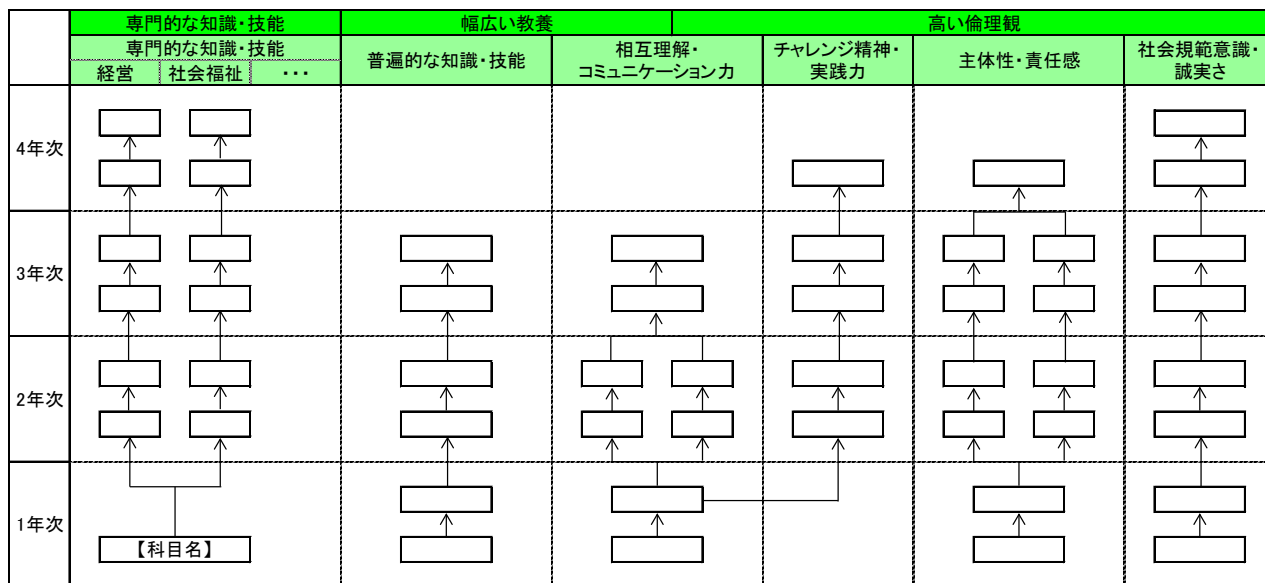 専門的な知識・技能
幅広い教養
高い倫理観
専門的な知識・技能
普遍的な知識・技能
相互理解・
コミュニケーション力
チャレンジ精神・
実践力
主体性・責任感
社会規範意識・
誠実さ
経営
社会福祉
・・・
4年次
3年次
2年次
1年次
【科目名】